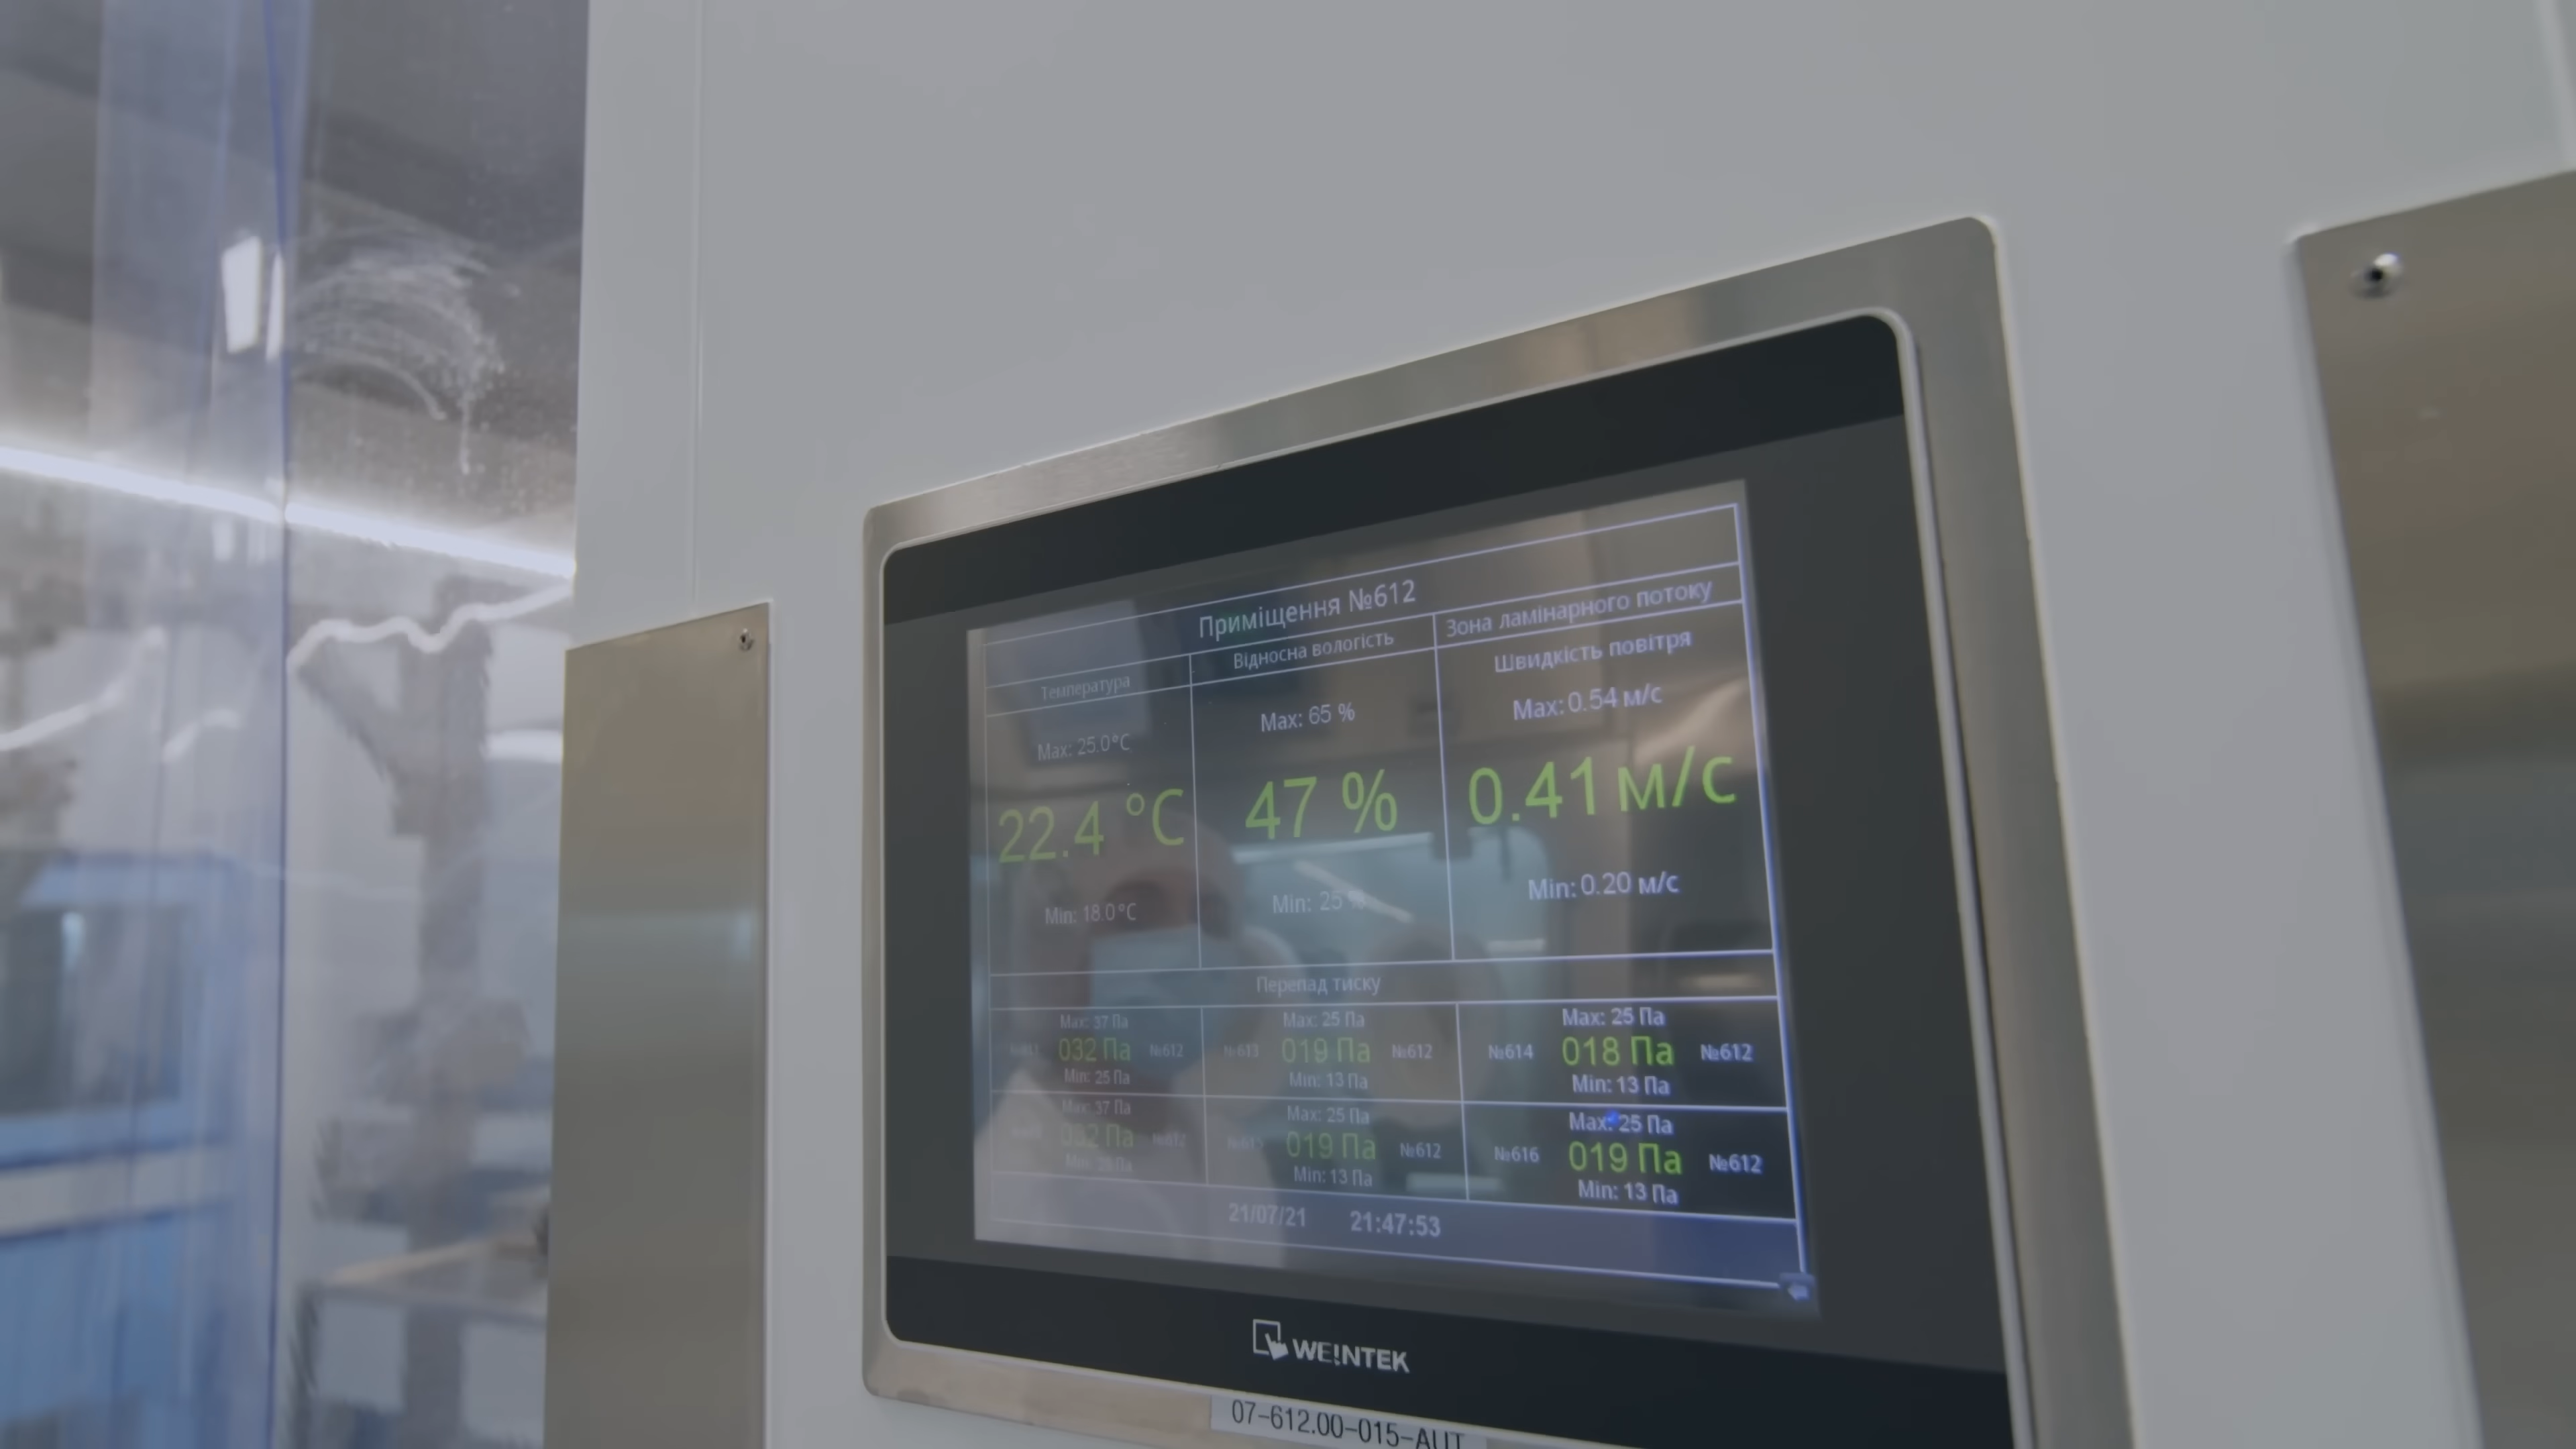 Приміщення №612
Температура
Відносна вологість
Зона ламінарного потоку
Швидкість повітря
Max: 25.0°C
Max: 65 %
Max: 0.54 м/с
22.4 °C
47 %
0.41 м/с
Min: 18.0°C
Min: 25 %
Min: 0.20 м/с
Перепад тиску
Max: 37 Па
032 Па №612
Min: 25 Па
Max: 25 Па
№613 019 Па №612
Min: 13 Па
Max: 25 Па
№614 018 Па №612
Min: 13 Па
Max: 37 Па
032 Па №612
Max: 25 Па
019 Па №612
Min: 13 Па
Max: 25 Па
№616 019 Па №612
Min: 13 Па
21/07/21 21:47:53
WEINTEK
07-612.00-015-AUT